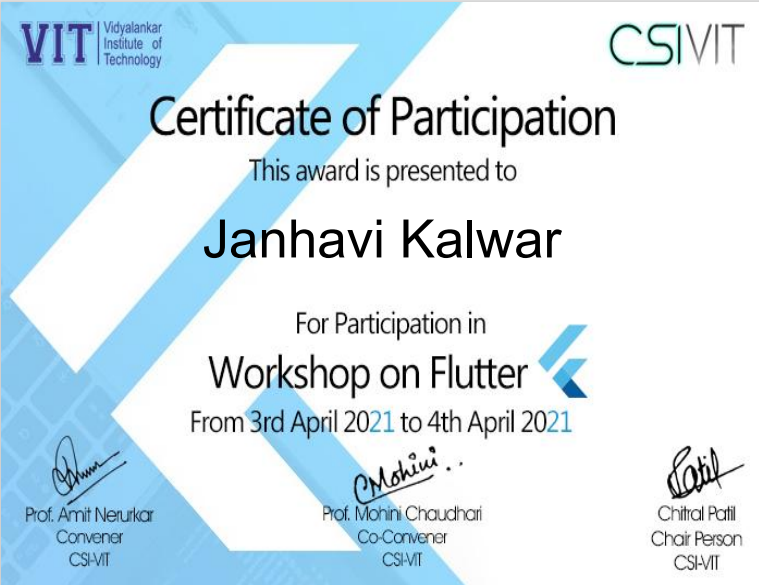 VIT
Vidyalankar
Institute of
Technology
CSIVIT
Certificate of Participation
This award is presented to
Janhavi Kalwar
For Participation in
Workshop on Flutter
From 3rd April 2021 to 4th April 2021
Mohini
Patil
Prof. Amit Nerurkar
Convener
CSI-VIT
Prof. Mohini Chaudhari
Co-Convener
CSI-VIT
Chitral Patil
Chair Person
CSI-VIT